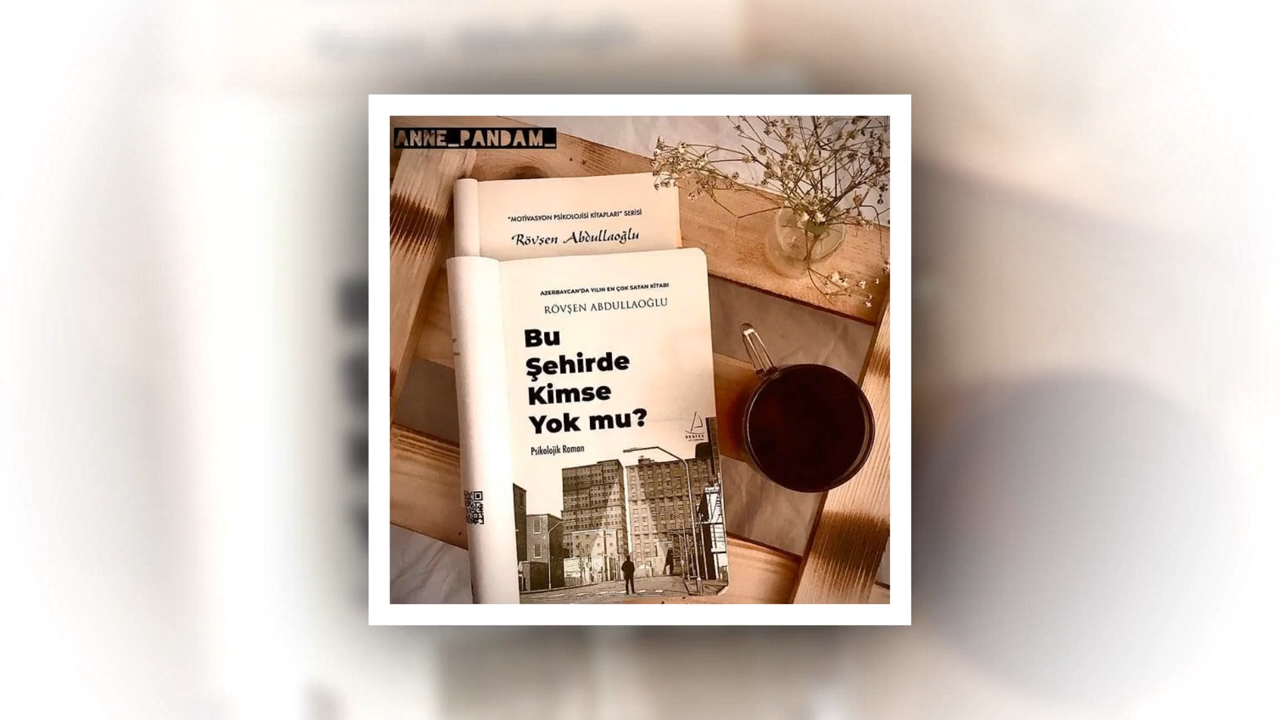 ANNE_PANDAM_
"MOTİVASYON PSİKOLOJİSİ KİTAPLARI" SERİSİ
Rövşen Abdullaoğlu
AZERBAYCAN'DA YILIN EN ÇOK SATAN KİTABI
RÖVŞEN ABDULLAOĞLU
Bu
Şehirde
Kimse
Yok mu?
Psikolojik Roman